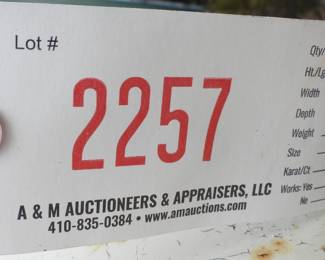 Lot #
2257
A & M AUCTIONEERS & APPRAISERS, LLC
410-835-0384 • www.amauctions.com
Qty/
Ht./Lg
Width
Depth
Weight
Size
Karat/Ct
Works: Yes
No